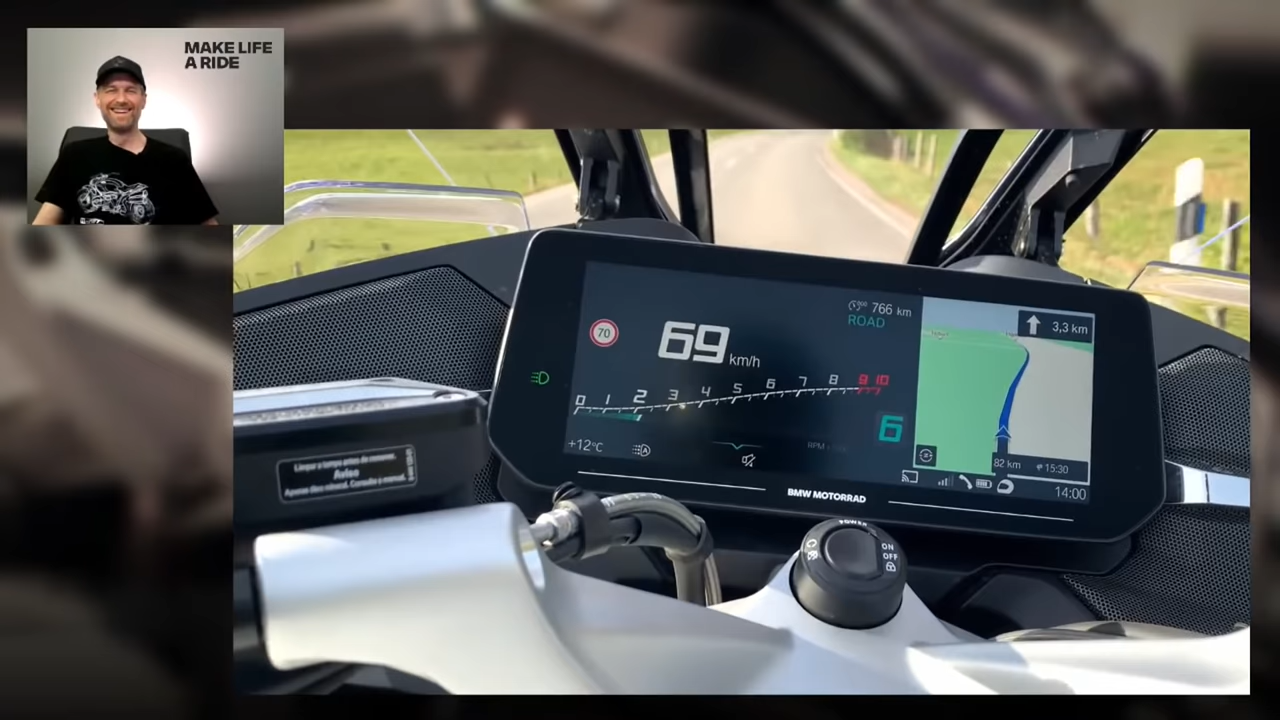 MAKE LIFE
A RIDE
70
69 km/h
766 km
ROAD
3,3 km
0 1 2 3 4 5 6 7 8 9 10
6
+12°C
RPM
82 km
15:30
14:00
BMW MOTORRAD
Limpar a tampa antes de remover.
Aviso
POWER
ON
OFF